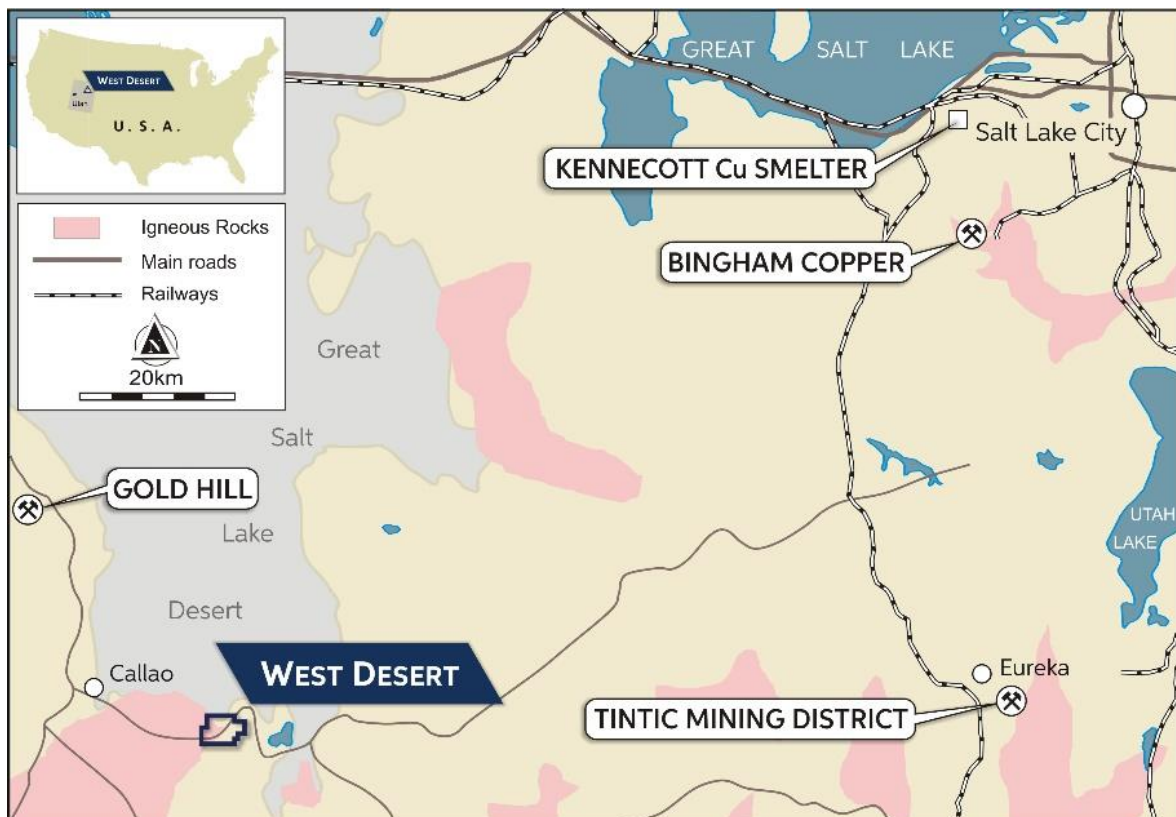 WEST DESERT
Utah
U. S. A.
Igneous Rocks
Main roads
Railways
N
20km
GREAT SALT LAKE
KENNECOTT Cu SMELTER
Salt Lake City
BINGHAM COPPER
Great
Salt
Lake
Desert
GOLD HILL
UTAH
LAKE
Callao
WEST DESERT
Eureka
TINTIC MINING DISTRICT